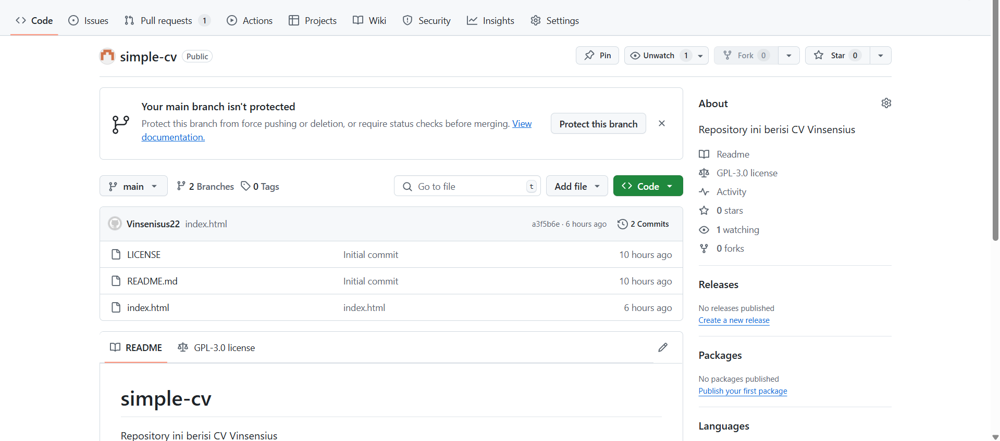 Code Issues Pull requests 1 Actions Projects Wiki Security Insights Settings
simple-cv Public
Pin Unwatch 1 Fork 0 Star 0
Your main branch isn't protected
Protect this branch from force pushing or deletion, or require status checks before merging. View
documentation.
Protect this branch
main 2 Branches 0 Tags
Go to file t Add file Code
Vinsenisus22 index.html a3f5b6e · 6 hours ago 2 Commits
LICENSE Initial commit 10 hours ago
README.md Initial commit 10 hours ago
index.html index.html 6 hours ago
README GPL-3.0 license
simple-cv
Repository ini berisi CV Vinsensius
About
Repository ini berisi CV Vinsensius
Readme
GPL-3.0 license
Activity
0 stars
1 watching
0 forks
Releases
No releases published
Create a new release
Packages
No packages published
Publish your first package
Languages